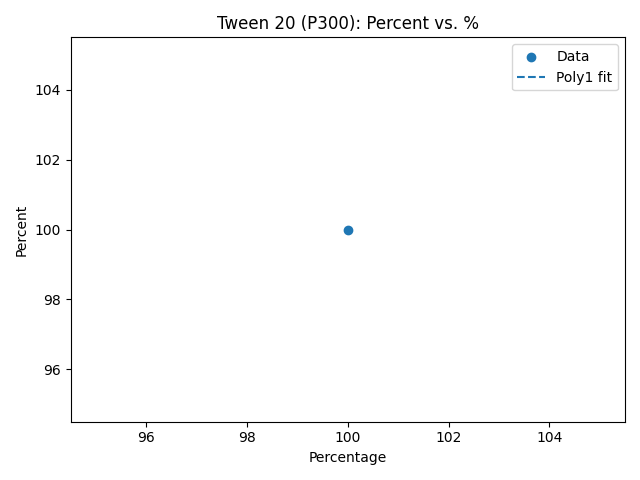 Tween 20 (P300): Percent vs. %
Data
Poly1 fit
104
102
100
98
96
Percent
96
98
100
102
104
Percentage